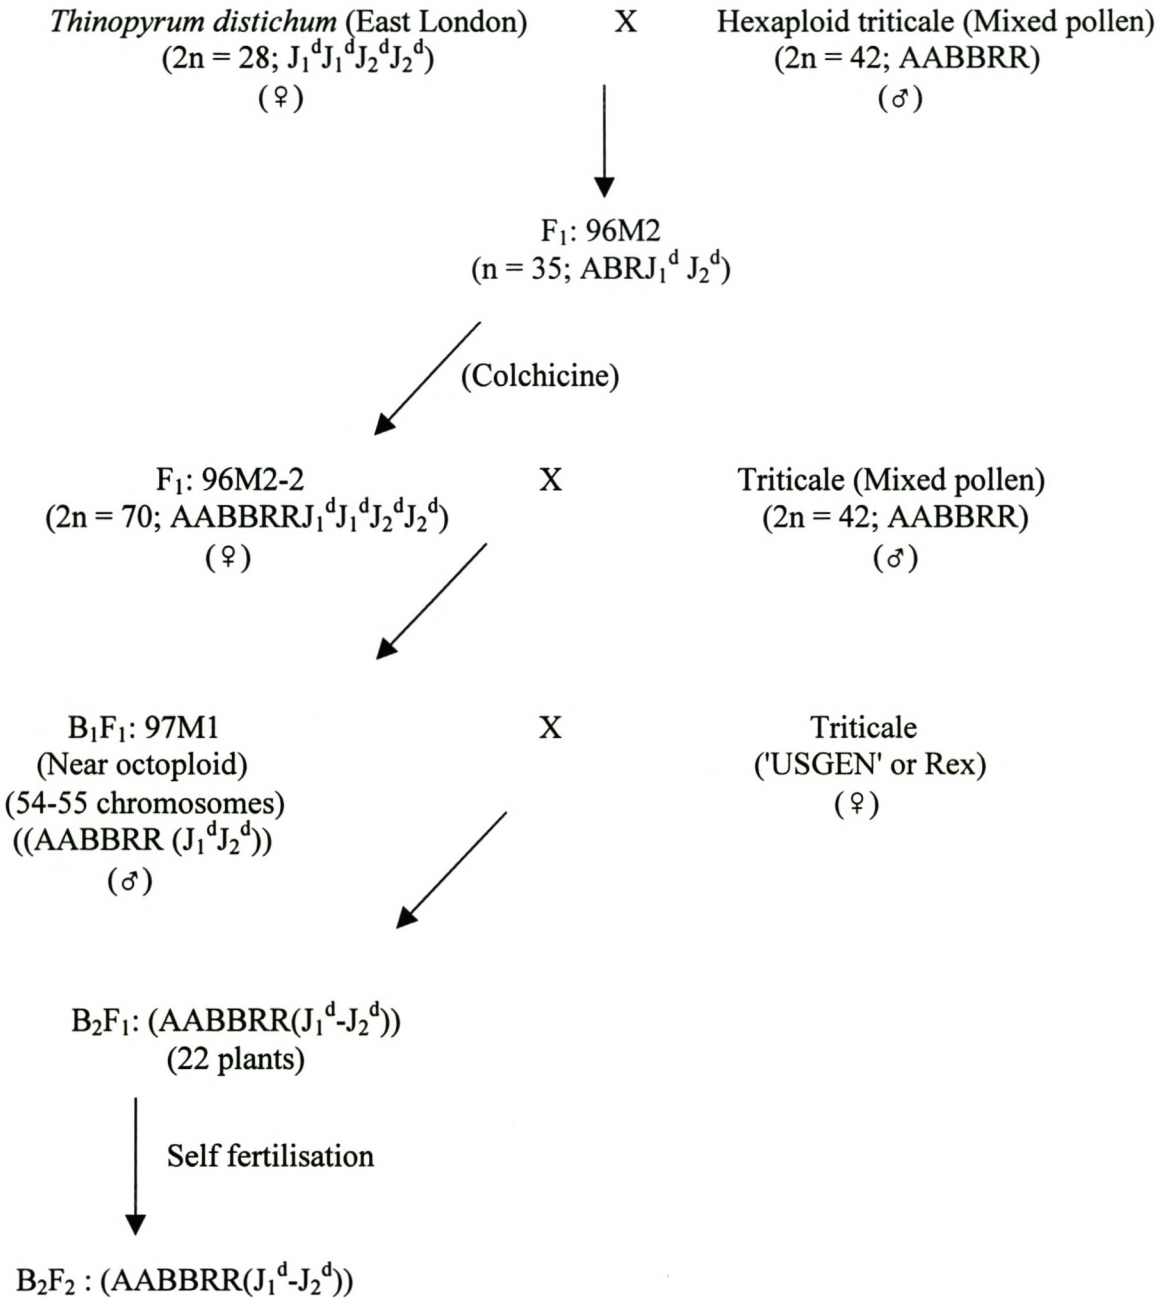 Thinopyrum distichum (East London) X Hexaploid triticale (Mixed pollen)
(2n = 28; J₁ᵈJ₁ᵈJ₂ᵈJ₂ᵈ) (2n = 42; AABBRR)
(♀) (♂)
F₁: 96M2
(n = 35; ABRJ₁ᵈ J₂ᵈ)
(Colchicine)
F₁: 96M2-2 X Triticale (Mixed pollen)
(2n = 70; AABBRRJ₁ᵈJ₁ᵈJ₂ᵈJ₂ᵈ) (2n = 42; AABBRR)
(♀) (♂)
B₁F₁: 97M1 X Triticale
(Near octoploid) ('USGEN' or Rex)
(54-55 chromosomes) (♀)
((AABBRR (J₁ᵈJ₂ᵈ))
(♂)
B₂F₁: (AABBRR(J₁ᵈ-J₂ᵈ))
(22 plants)
Self fertilisation
B₂F₂ : (AABBRR(J₁ᵈ-J₂ᵈ))